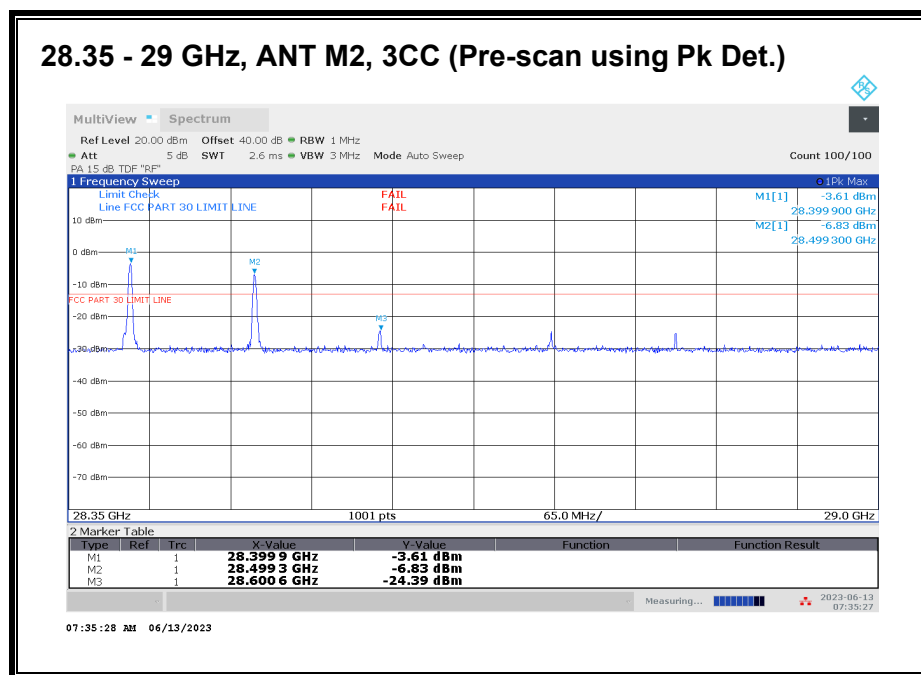 28.35 - 29 GHz, ANT M2, 3CC (Pre-scan using Pk Det.)
R S
MultiView Spectrum
Ref Level 20.00 dBm Offset 40.00 dB RBW 1 MHz
Att 5 dB SWT 2.6 ms VBW 3 MHz Mode Auto Sweep Count 100/100
PA 15 dB TDF "RF"
1 Frequency Sweep 1Pk Max
Limit Check FAIL M1[1] -3.61 dBm
Line FCC PART 30 LIMIT LINE FAIL 28.399 900 GHz
10 dBm M2[1] -6.83 dBm
28.499 300 GHz
0 dBm M1
M2
-10 dBm
FCC PART 30 LIMIT LINE
-20 dBm M3
-30 dBm
-40 dBm
-50 dBm
-60 dBm
-70 dBm
28.35 GHz 1001 pts 65.0 MHz/ 29.0 GHz
2 Marker Table
Type Ref Trc X-Value Y-Value Function Function Result
M1 1 28.399 9 GHz -3.61 dBm
M2 1 28.499 3 GHz -6.83 dBm
M3 1 28.600 6 GHz -24.39 dBm
Measuring... 2023-06-13
07:35:27
07:35:28 AM 06/13/2023